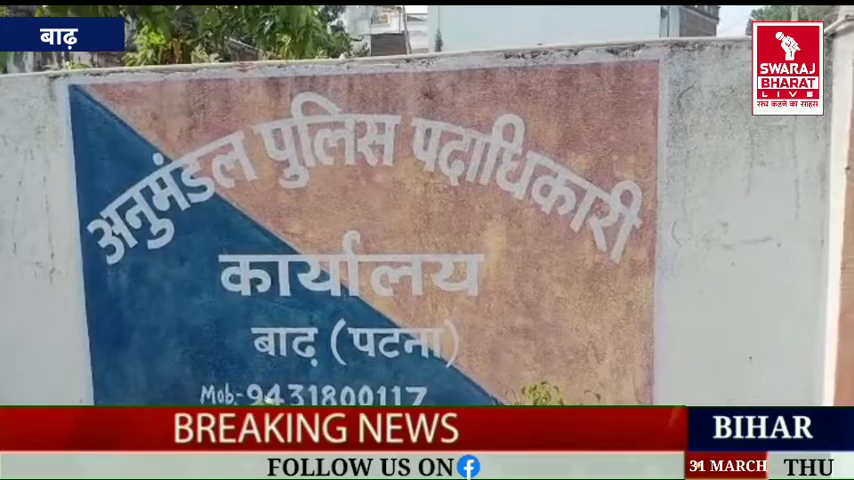 बाढ़
SWARAJ
BHARAT
LIVE
सच कहने का साहस
अनुमंडल पुलिस पदाधिकारी
कार्यालय
बाढ़ (पटना)
Mob:-9431800117
BREAKING NEWS
BIHAR
FOLLOW US ON
31 MARCH
THU